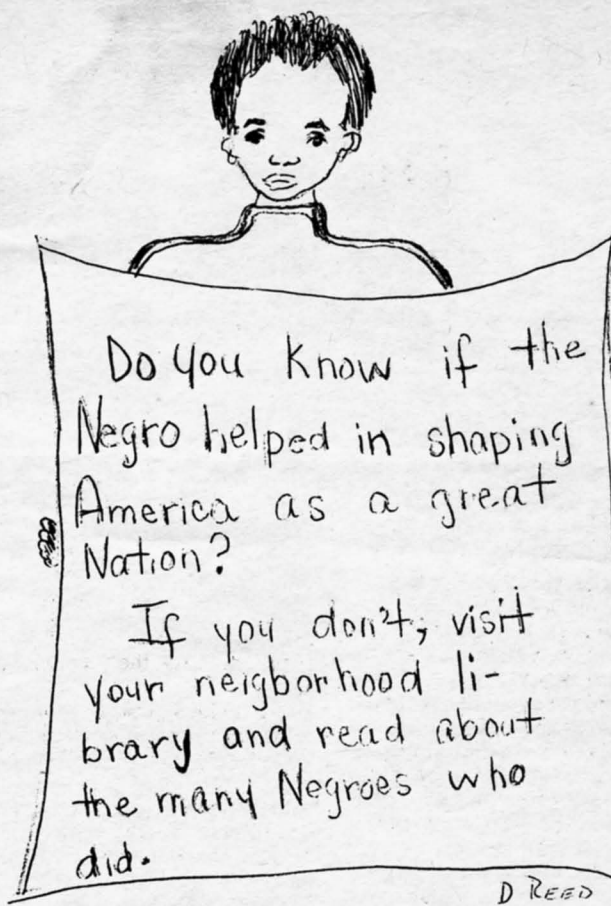 Do you know if the
Negro helped in shaping
America as a great
Nation?
If you don't, visit
your neigborhood li-
brary and read about
the many Negroes who
did.
D REED